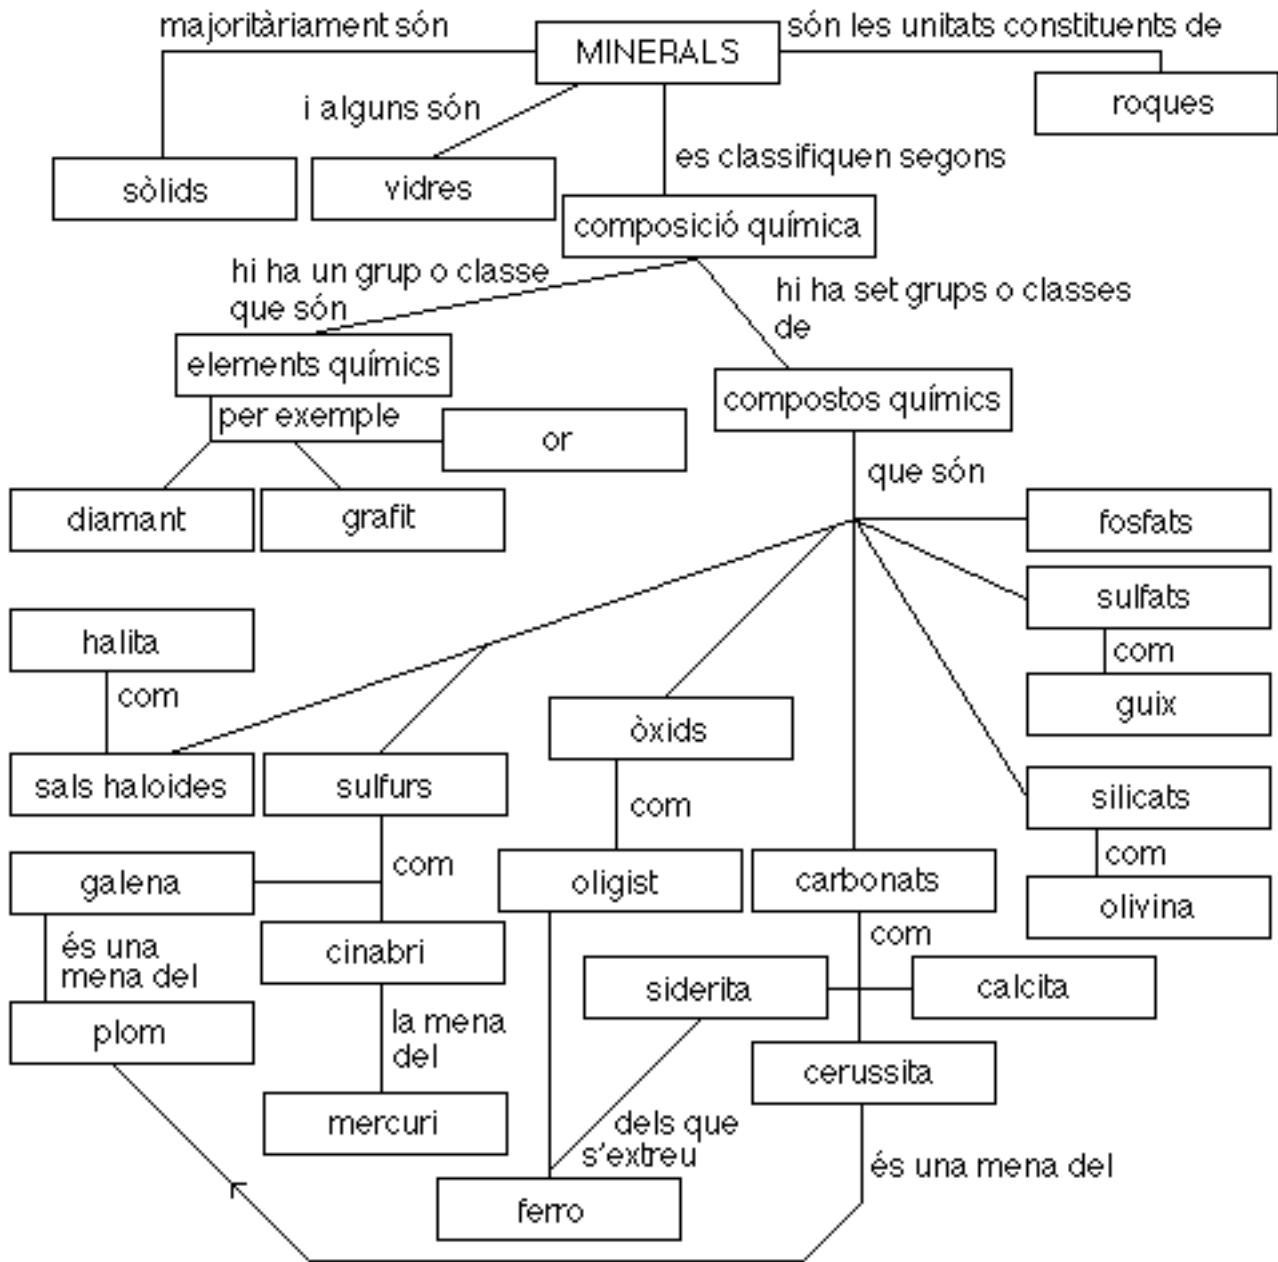 majoritàriament són
MINERALS
són les unitats constituents de
roques
i alguns són
es classifiquen segons
sòlids
vidres
composició química
hi ha un grup o classe
que són
hi ha set grups o classes
de
elements químics
compostos químics
per exemple
or
que són
diamant
grafit
fosfats
sulfats
com
guix
halita
com
sals haloides
sulfurs
òxids
silicats
com
com
com
galena
oligist
carbonats
olivina
és una
mena del
cinabri
com
siderita
calcita
plom
la mena
del
cerussita
mercuri
dels que
s'extreu
és una mena del
ferro